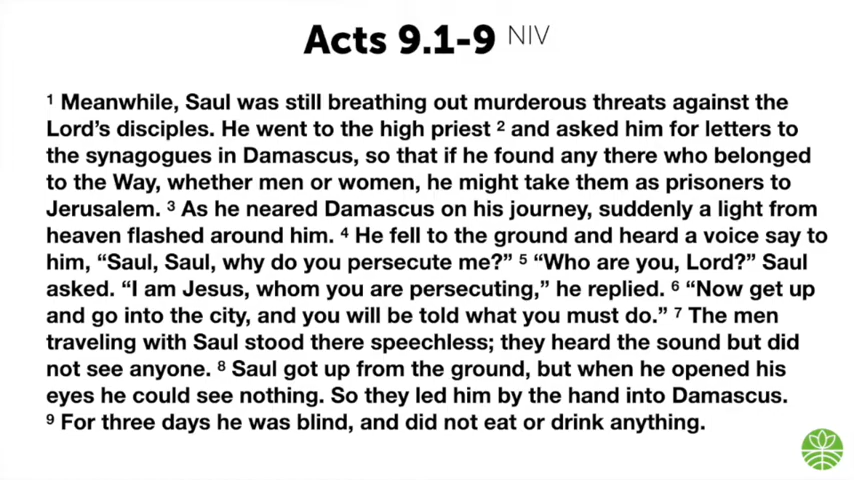 Acts 9.1-9 NIV
1 Meanwhile, Saul was still breathing out murderous threats against the
Lord’s disciples. He went to the high priest 2 and asked him for letters to
the synagogues in Damascus, so that if he found any there who belonged
to the Way, whether men or women, he might take them as prisoners to
Jerusalem. 3 As he neared Damascus on his journey, suddenly a light from
heaven flashed around him. 4 He fell to the ground and heard a voice say to
him, “Saul, Saul, why do you persecute me?” 5 “Who are you, Lord?” Saul
asked. “I am Jesus, whom you are persecuting,” he replied. 6 “Now get up
and go into the city, and you will be told what you must do.” 7 The men
traveling with Saul stood there speechless; they heard the sound but did
not see anyone. 8 Saul got up from the ground, but when he opened his
eyes he could see nothing. So they led him by the hand into Damascus.
9 For three days he was blind, and did not eat or drink anything.